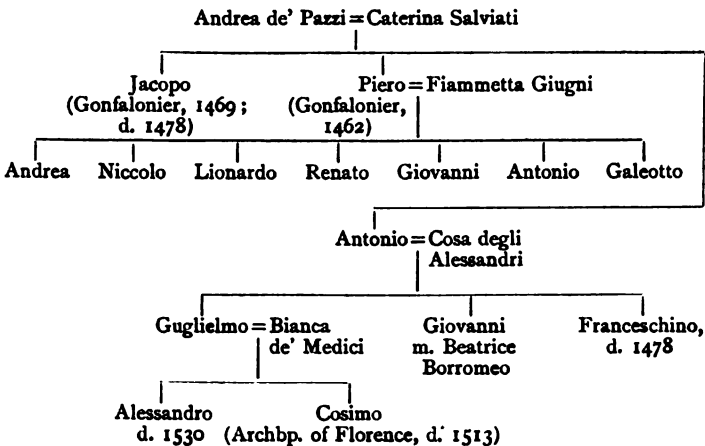 Andrea de' Pazzi = Caterina Salviati
Jacopo
(Gonfalonier, 1469;
d. 1478)
Piero = Fiammetta Giugni
(Gonfalonier,
1462)
Andrea Niccolo Lionardo Renato Giovanni Antonio Galeotto
Antonio = Cosa degli
Alessandri
Guglielmo = Bianca
de' Medici
Giovanni
m. Beatrice
Borromeo
Franceschino,
d. 1478
Alessandro
d. 1530
Cosimo
(Archbp. of Florence, d. 1513)